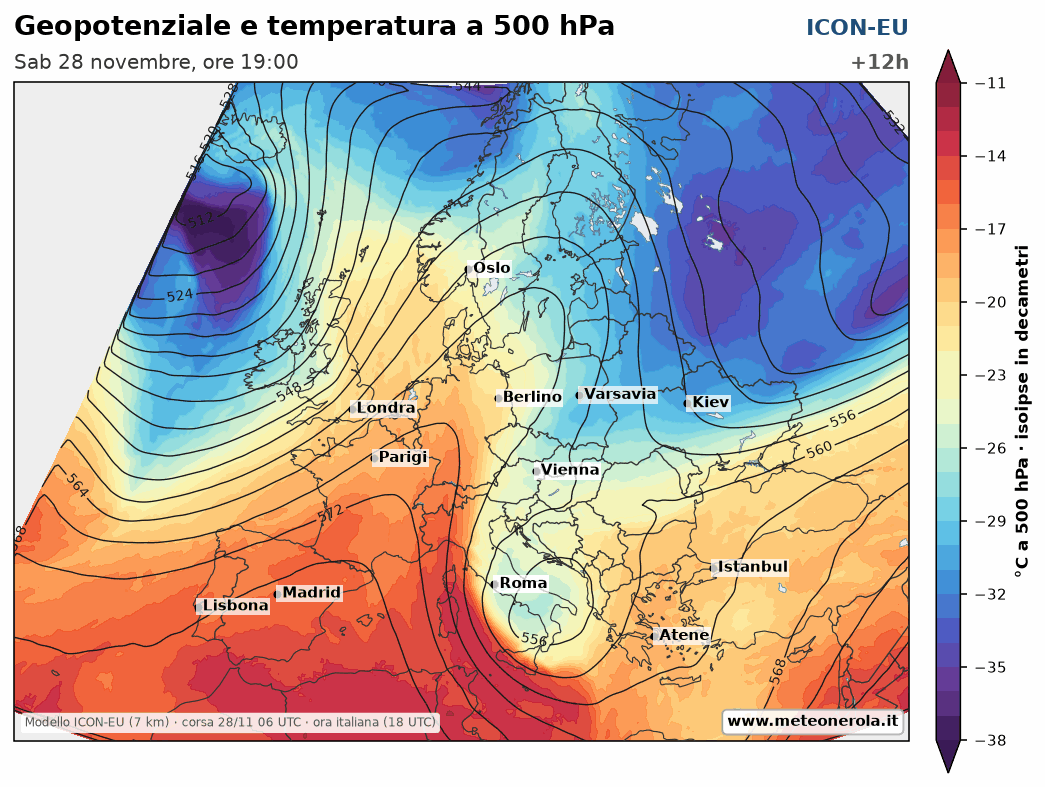 Geopotenziale e temperatura a 500 hPa
ICON-EU
Sab 28 novembre, ore 19:00
+12h
528
544
532
520
516
512
524
548
564
568
572
556
560
556
568
Oslo
Berlino
Varsavia
Kiev
Londra
Parigi
Vienna
Roma
Istanbul
Madrid
Lisbona
Atene
Modello ICON-EU (7 km) · corsa 28/11 06 UTC · ora italiana (18 UTC)
www.meteonerola.it
−11
−14
−17
−20
−23
−26
−29
−32
−35
−38
°C a 500 hPa · isoipse in decametri